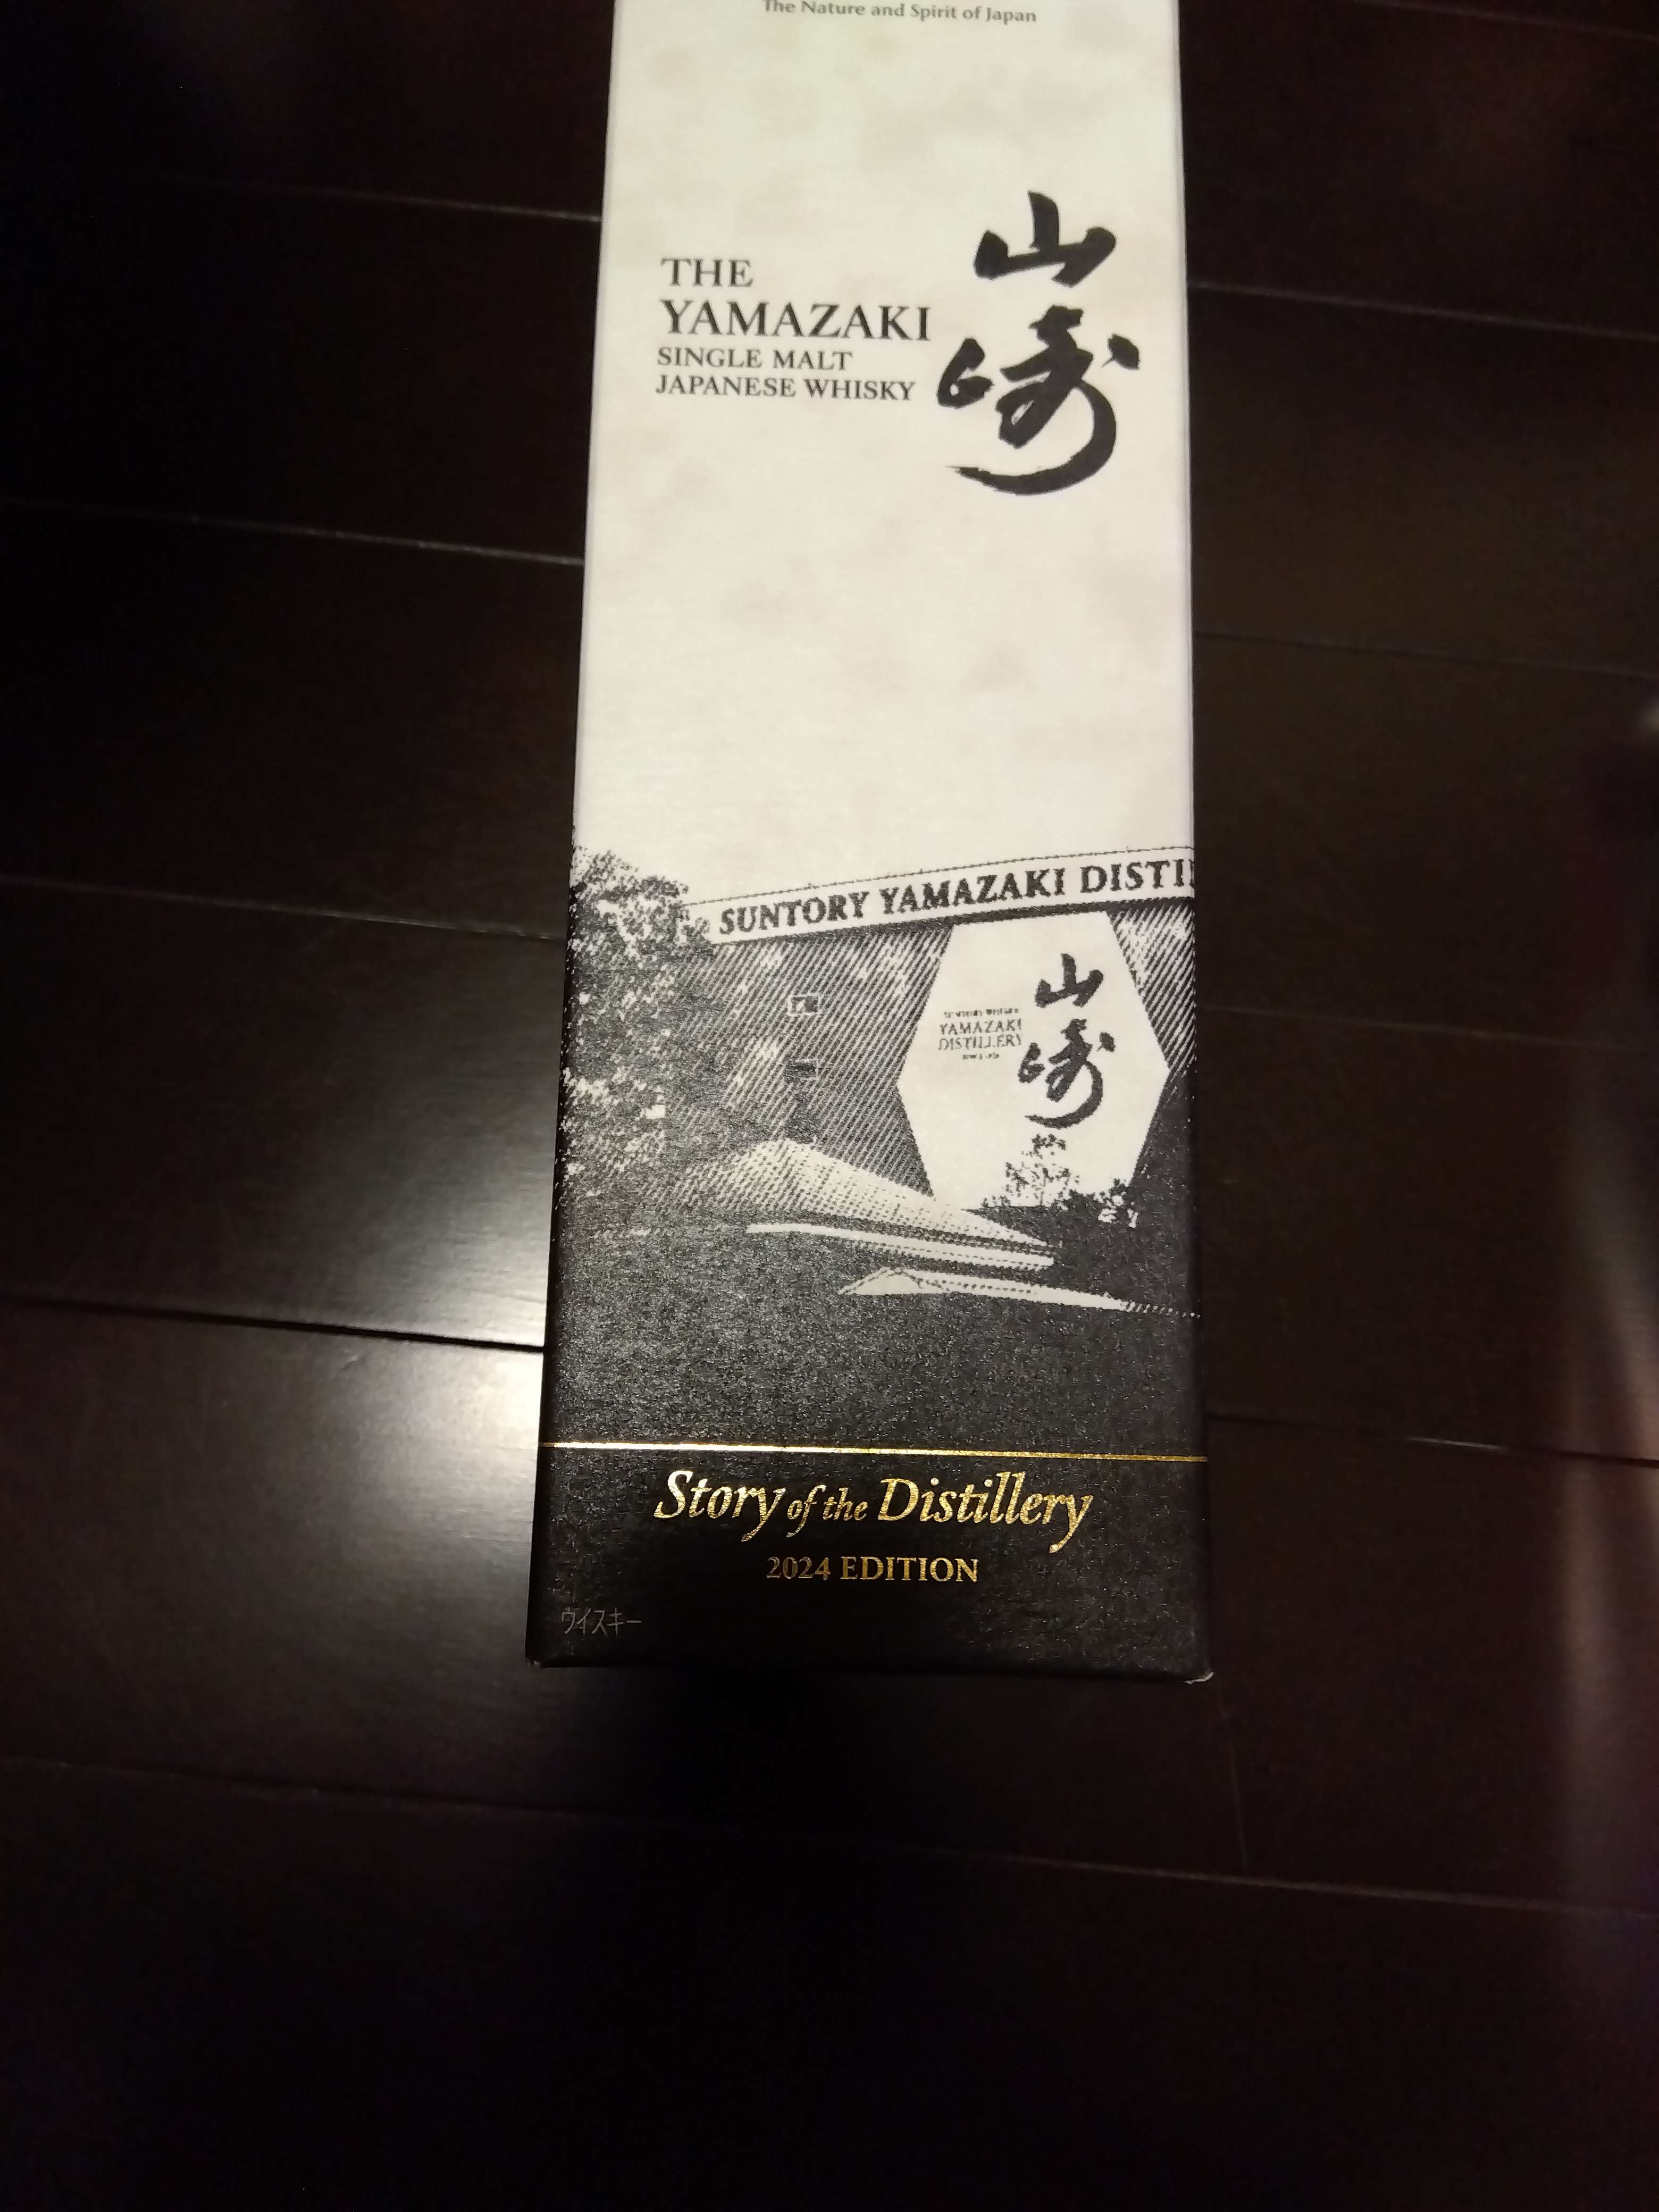 The Nature and Spirit of Japan
THE
YAMAZAKI
SINGLE MALT
JAPANESE WHISKY
山崎
SUNTORY YAMAZAKI DISTI
山崎
YAMAZAKI
DISTILLERY
Story of the Distillery
2024 EDITION
ウイスキー